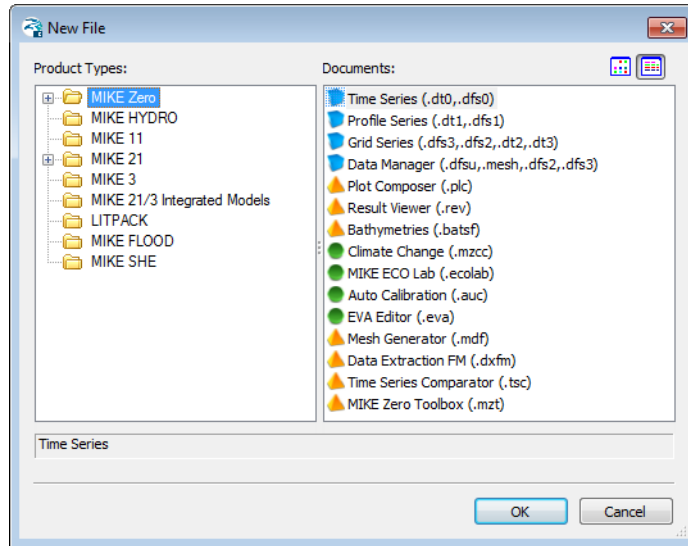 New File
Product Types:
MIKE Zero
MIKE HYDRO
MIKE 11
MIKE 21
MIKE 3
MIKE 21/3 Integrated Models
LITPACK
MIKE FLOOD
MIKE SHE
Documents:
Time Series (.dt0,.dfs0)
Profile Series (.dt1,.dfs1)
Grid Series (.dfs3,.dfs2,.dt2,.dt3)
Data Manager (.dfsu,.mesh,.dfs2,.dfs3)
Plot Composer (.plc)
Result Viewer (.rev)
Bathymetries (.batsf)
Climate Change (.mzcc)
MIKE ECO Lab (.ecolab)
Auto Calibration (.auc)
EVA Editor (.eva)
Mesh Generator (.mdf)
Data Extraction FM (.dxfm)
Time Series Comparator (.tsc)
MIKE Zero Toolbox (.mzt)
Time Series
OK
Cancel